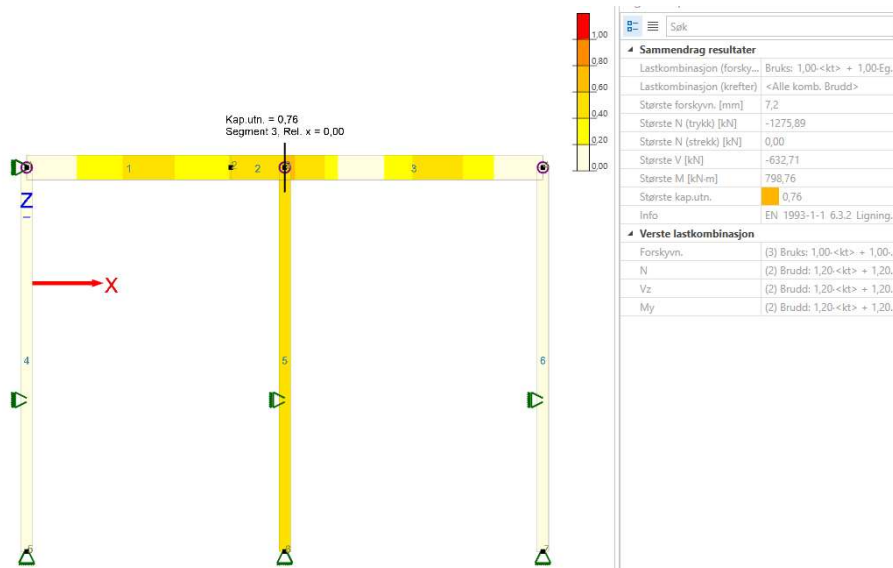 Søk
Sammendrag resultater
Lastkombinasjon (forsky... Bruks: 1,00·<kt> + 1,00·Eg.
Lastkombinasjon (krefter) <Alle komb. Brudd>
Største forskyvn. [mm] 7,2
Største N (trykk) [kN] -1275,89
Største N (strekk) [kN] 0,00
Største V [kN] -632,71
Største M [kN·m] 798,76
Største kap.utn. 0,76
Info EN 1993-1-1 6.3.2 Ligning.
Verste lastkombinasjon
Forskyvn. (3) Bruks: 1,00·<kt> + 1,00·.
N (2) Brudd: 1,20·<kt> + 1,20.
Vz (2) Brudd: 1,20·<kt> + 1,20.
My (2) Brudd: 1,20·<kt> + 1,20.
1,00
0,80
0,60
0,40
0,20
0,00
Kap.utn. = 0,76
Segment 3, Rel. x = 0,00
1
2
2
3
Z
X
4
5
6